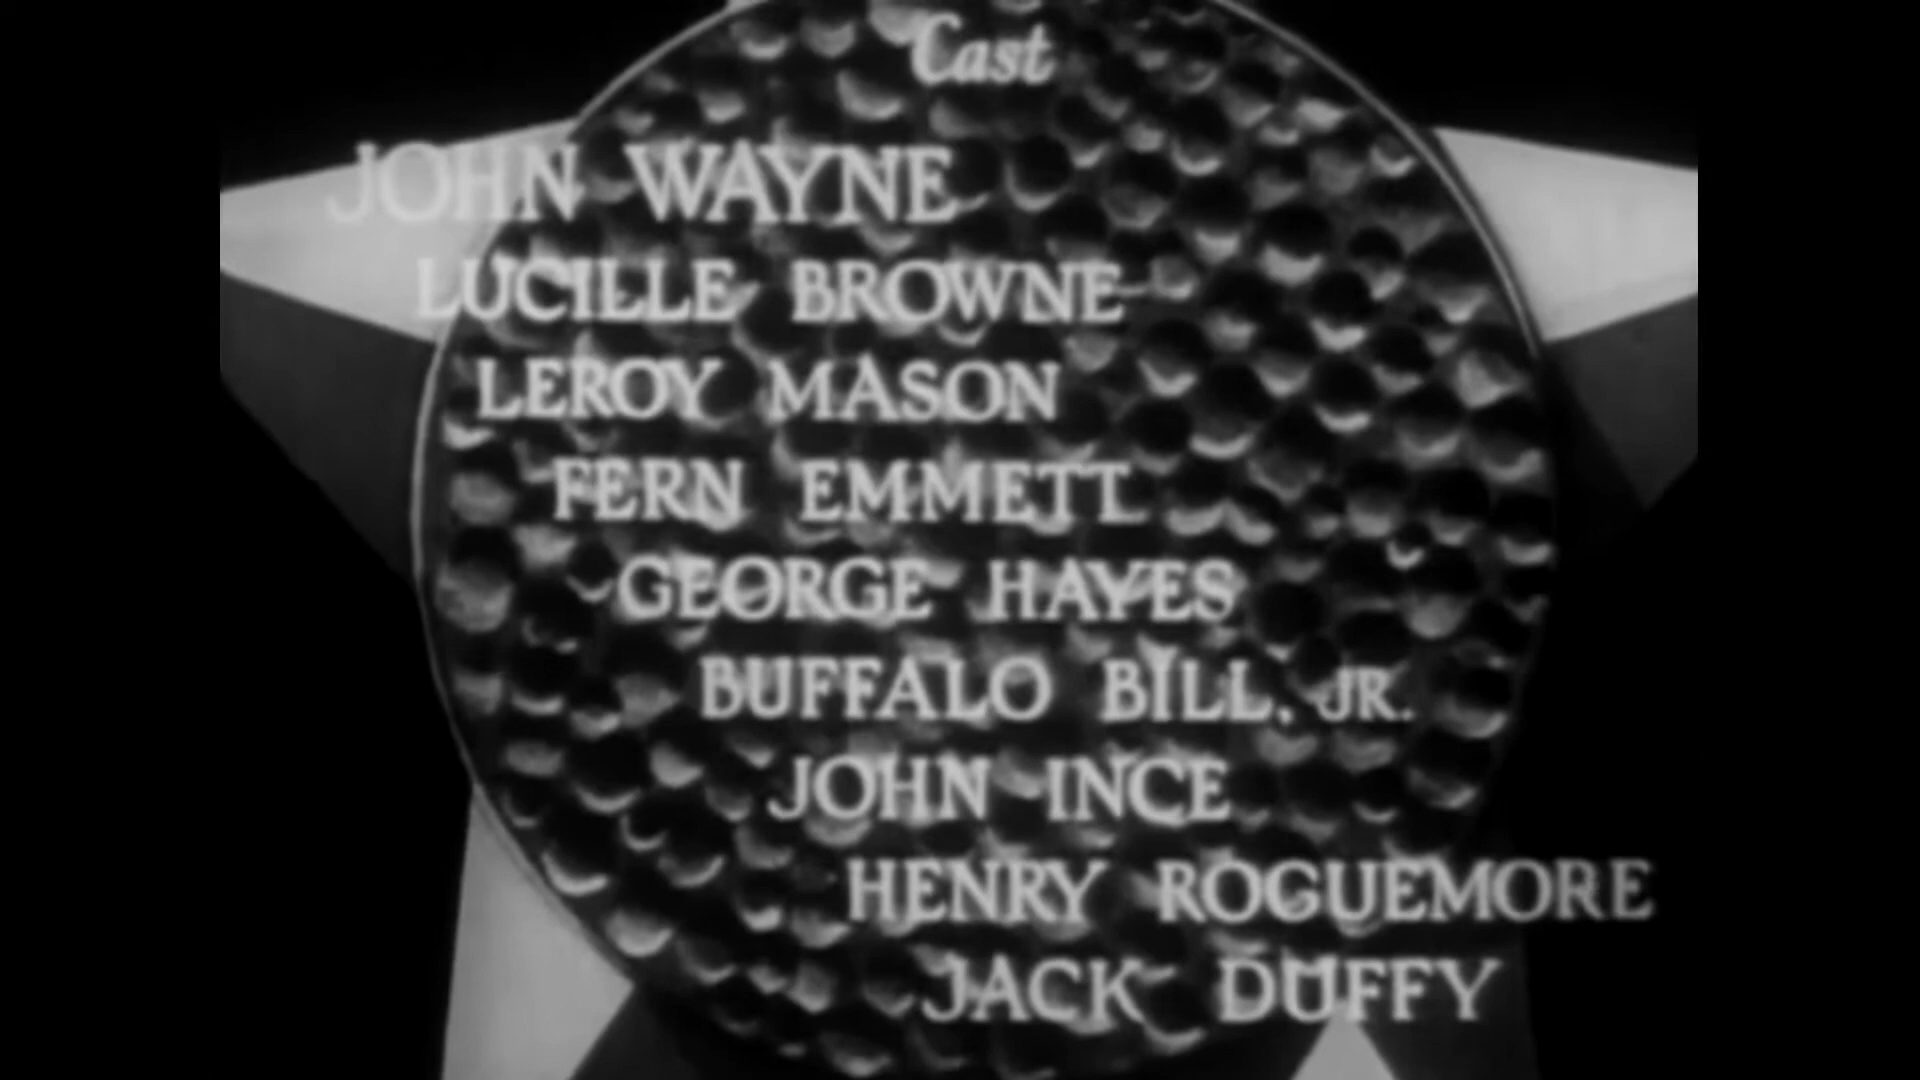 Cast
JOHN WAYNE
LUCILLE BROWNE
LEROY MASON
FERN EMMETT
GEORGE HAYES
BUFFALO BILL, JR.
JOHN INCE
HENRY ROGUEMORE
JACK DUFFY